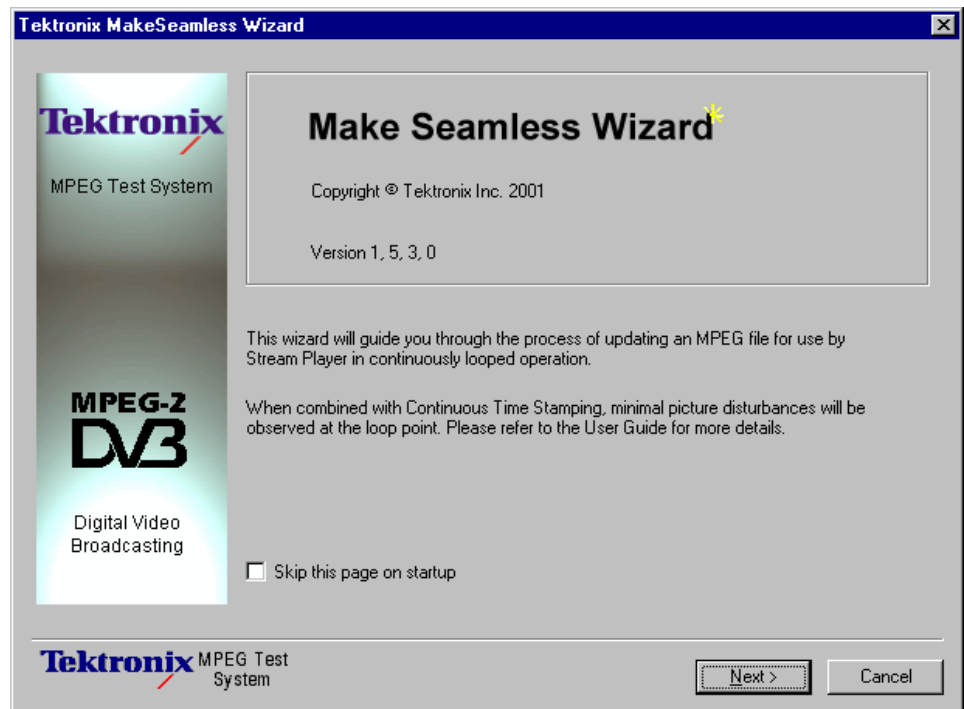 Tektronix MakeSeamless Wizard
Tektronix
MPEG Test System
MPEG-2
DVB
Digital Video
Broadcasting
Make Seamless Wizard
Copyright © Tektronix Inc. 2001
Version 1, 5, 3, 0
This wizard will guide you through the process of updating an MPEG file for use by
Stream Player in continuously looped operation.
When combined with Continuous Time Stamping, minimal picture disturbances will be
observed at the loop point. Please refer to the User Guide for more details.
Skip this page on startup
Tektronix MPEG Test
System
Next >
Cancel